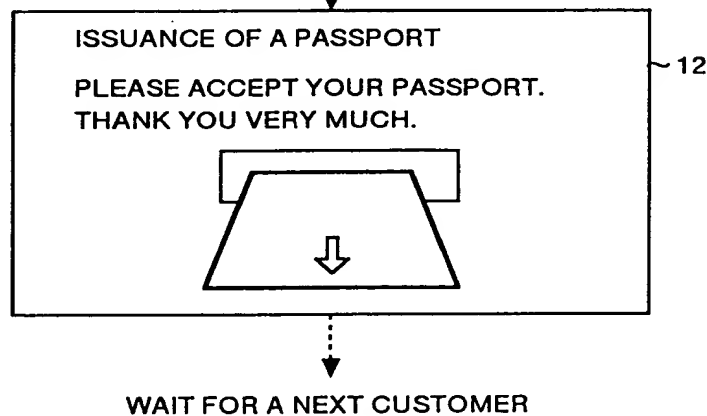 ISSUANCE OF A PASSPORT
PLEASE ACCEPT YOUR PASSPORT.
THANK YOU VERY MUCH.
12
WAIT FOR A NEXT CUSTOMER